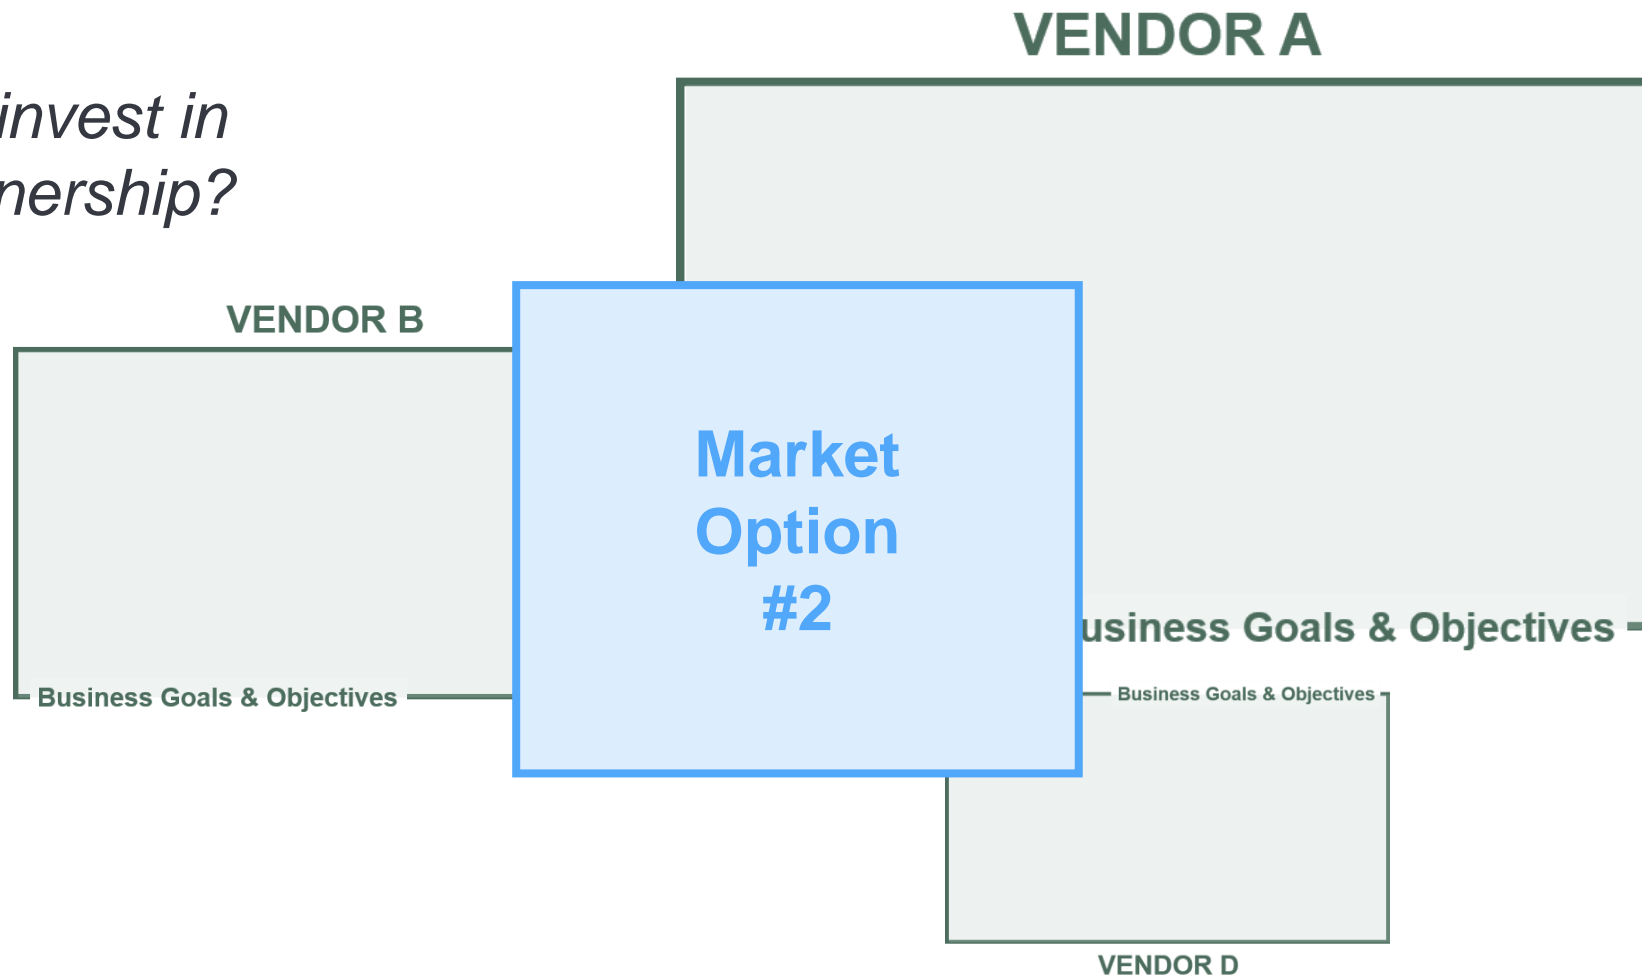 VENDOR A
invest in
nership?
VENDOR B
Market
Option
#2
usiness Goals & Objectives
Business Goals & Objectives
Business Goals & Objectives
VENDOR D